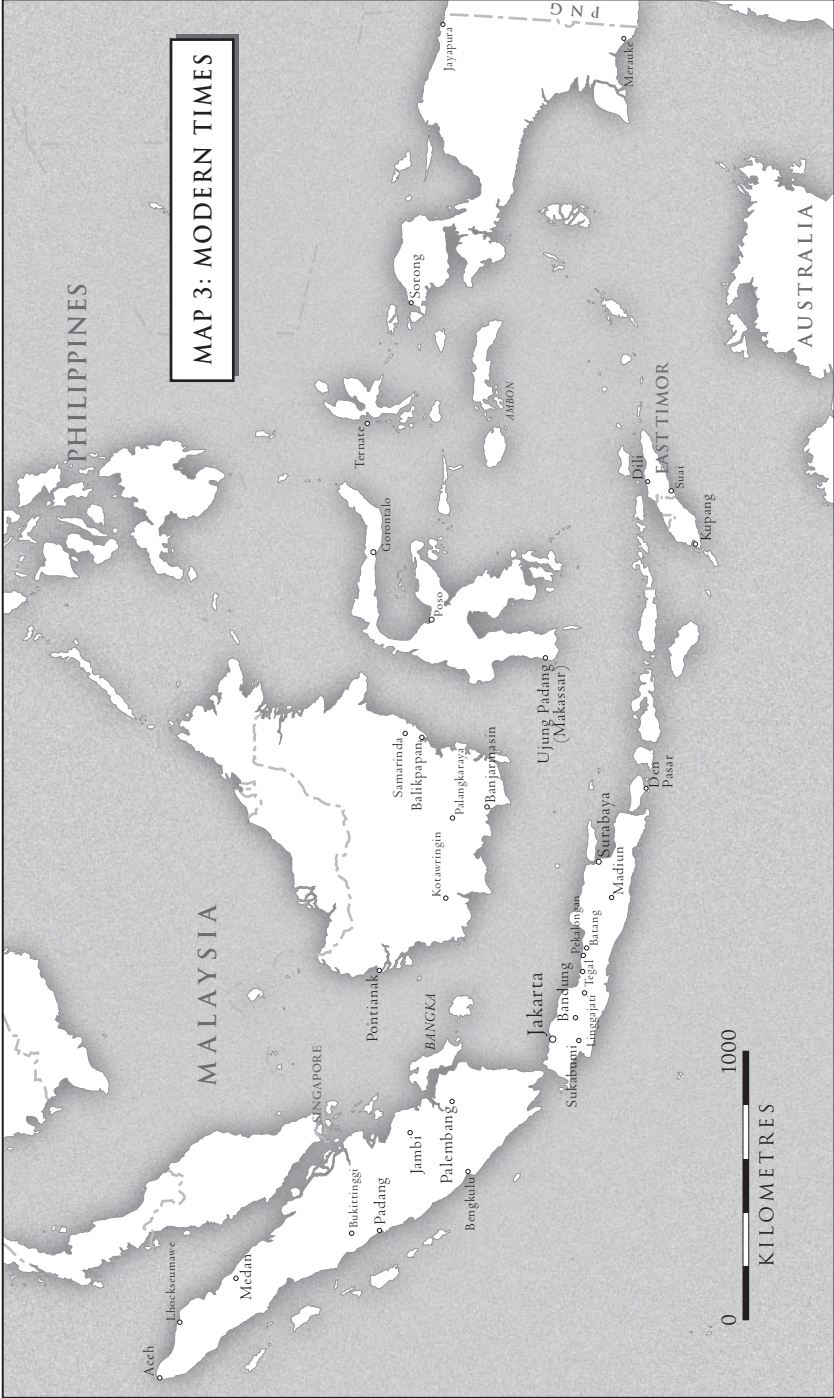 MAP 3: MODERN TIMES
PHILIPPINES
MALAYSIA
SINGAPORE
BANGKA
AMBON
EAST TIMOR
AUSTRALIA
PNG
Aceh
Lhockseumawe
Medan
Bukittinggi
Padang
Jambi
Palembang
Bengkulu
Pontianak
Kotawringin
Palangkaraya
Banjarmasin
Samarinda
Balikpapan
Jakarta
Sukabumi
Bandung
Linggajati
Tegal
Pekalongan
Batang
Madiun
Surabaya
Den
Pasar
Ujung Padang
(Makassar)
Poso
Gorontalo
Ternate
Sorong
Jayapura
Merauke
Dili
Suai
Kupang
0
1000
KILOMETRES